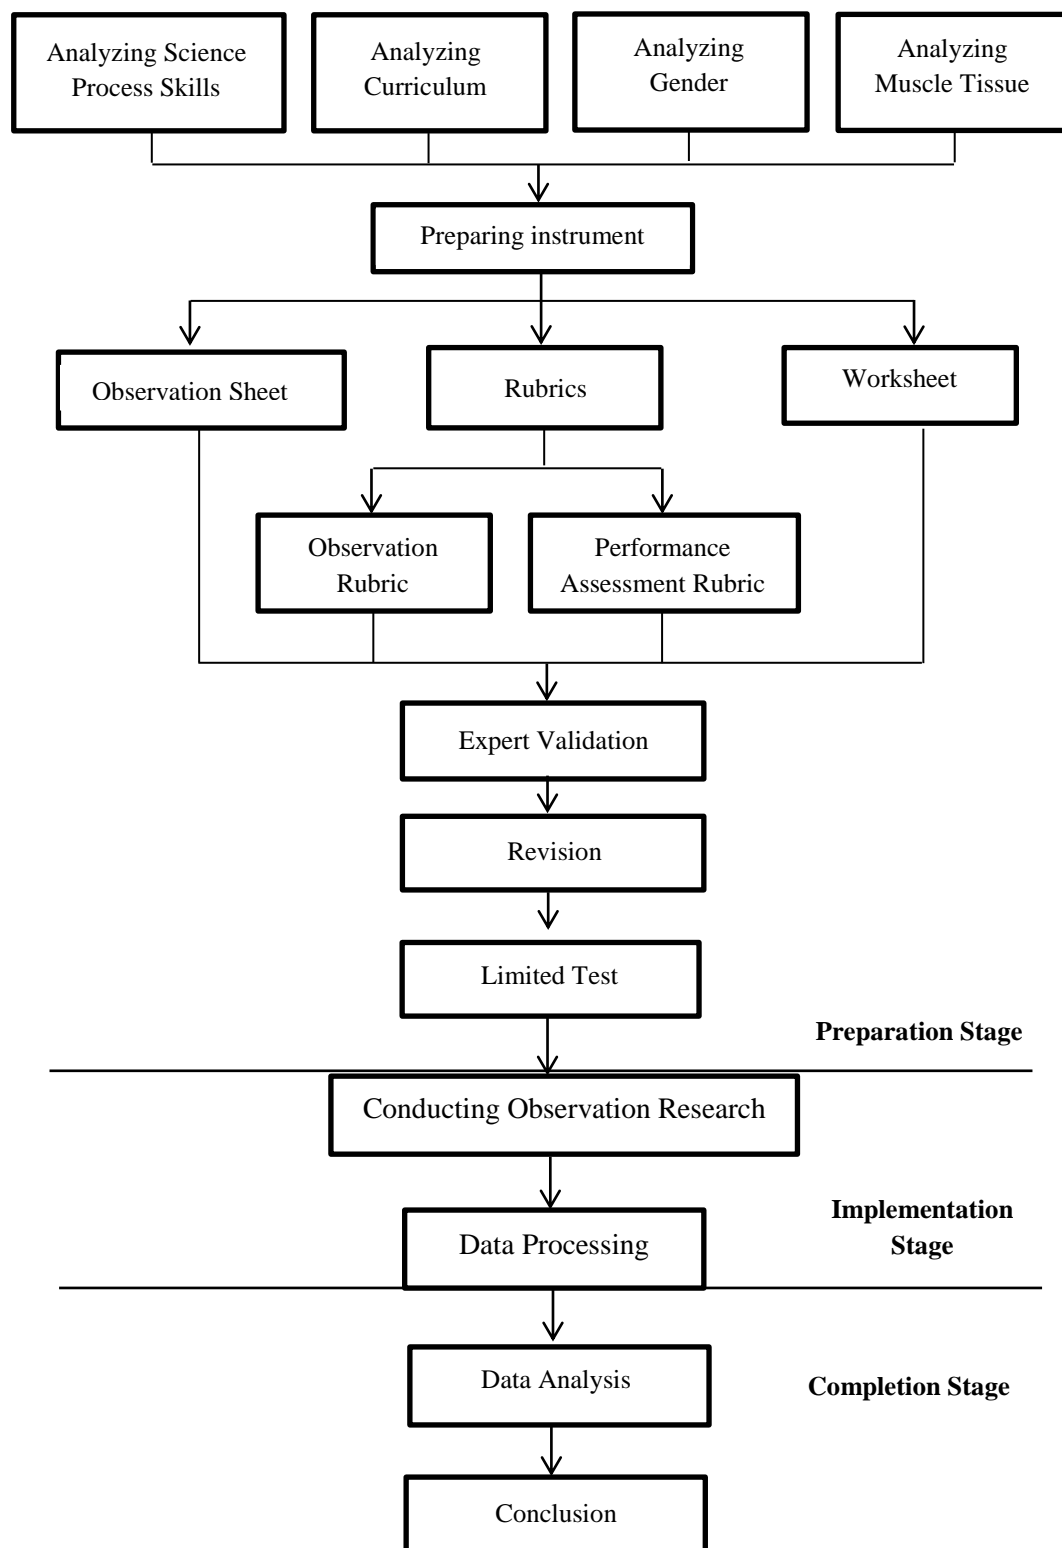 Analyzing Science
Process Skills
Analyzing
Curriculum
Analyzing
Gender
Analyzing
Muscle Tissue
Preparing instrument
Observation Sheet
Rubrics
Worksheet
Observation
Rubric
Performance
Assessment Rubric
Expert Validation
Revision
Limited Test
Preparation Stage
Conducting Observation Research
Implementation
Stage
Data Processing
Data Analysis
Completion Stage
Conclusion